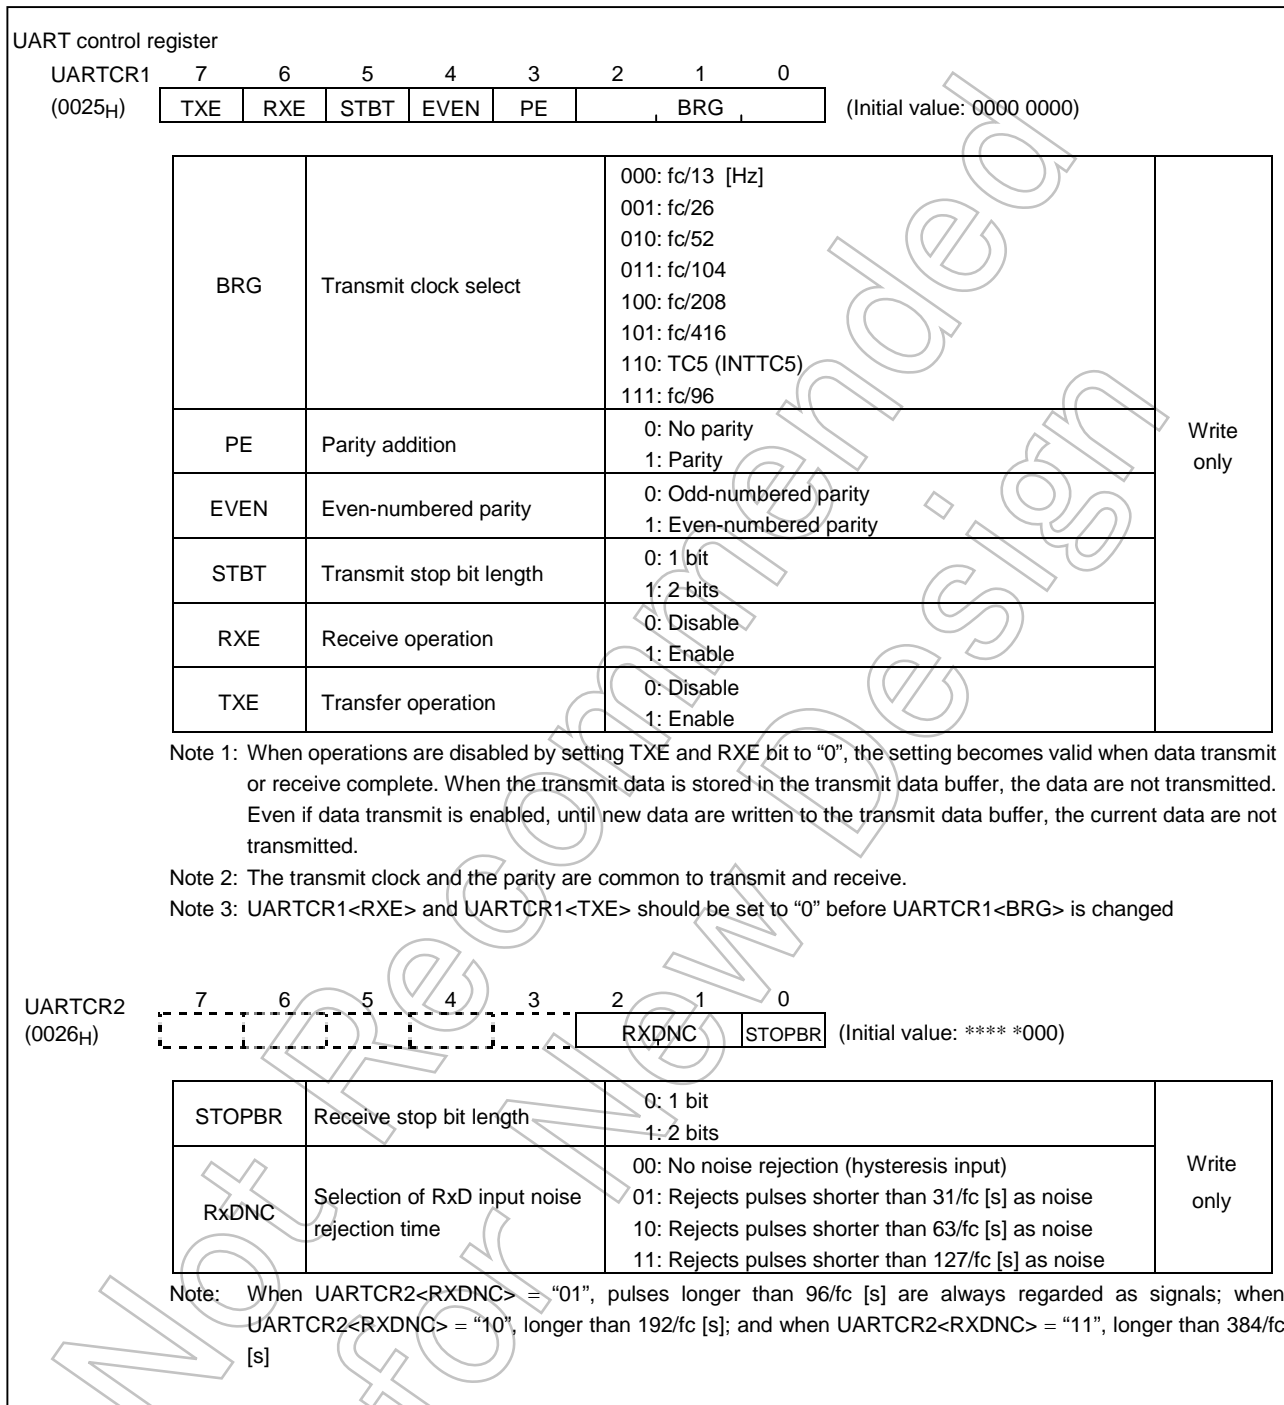 UART control register
UARTCR1 7 6 5 4 3 2 1 0
(0025H) TXE RXE STBT EVEN PE BRG (Initial value: 0000 0000)
BRG Transmit clock select 000: fc/13 [Hz]
001: fc/26
010: fc/52
011: fc/104
100: fc/208
101: fc/416
110: TC5 (INTTC5)
111: fc/96
Write only
PE Parity addition 0: No parity
1: Parity
EVEN Even-numbered parity 0: Odd-numbered parity
1: Even-numbered parity
STBT Transmit stop bit length 0: 1 bit
1: 2 bits
RXE Receive operation 0: Disable
1: Enable
TXE Transfer operation 0: Disable
1: Enable
Note 1: When operations are disabled by setting TXE and RXE bit to “0”, the setting becomes valid when data transmit
or receive complete. When the transmit data is stored in the transmit data buffer, the data are not transmitted.
Even if data transmit is enabled, until new data are written to the transmit data buffer, the current data are not
transmitted.
Note 2: The transmit clock and the parity are common to transmit and receive.
Note 3: UARTCR1<RXE> and UARTCR1<TXE> should be set to “0” before UARTCR1<BRG> is changed
UARTCR2 7 6 5 4 3 2 1 0
(0026H) RXDNC STOPBR (Initial value: **** *000)
STOPBR Receive stop bit length 0: 1 bit
1: 2 bits
Write only
RxDNC Selection of RxD input noise rejection time 00: No noise rejection (hysteresis input)
01: Rejects pulses shorter than 31/fc [s] as noise
10: Rejects pulses shorter than 63/fc [s] as noise
11: Rejects pulses shorter than 127/fc [s] as noise
Note: When UARTCR2<RXDNC> = “01”, pulses longer than 96/fc [s] are always regarded as signals; when
UARTCR2<RXDNC> = “10”, longer than 192/fc [s]; and when UARTCR2<RXDNC> = “11”, longer than 384/fc
[s]
Not Recommended
for New Design